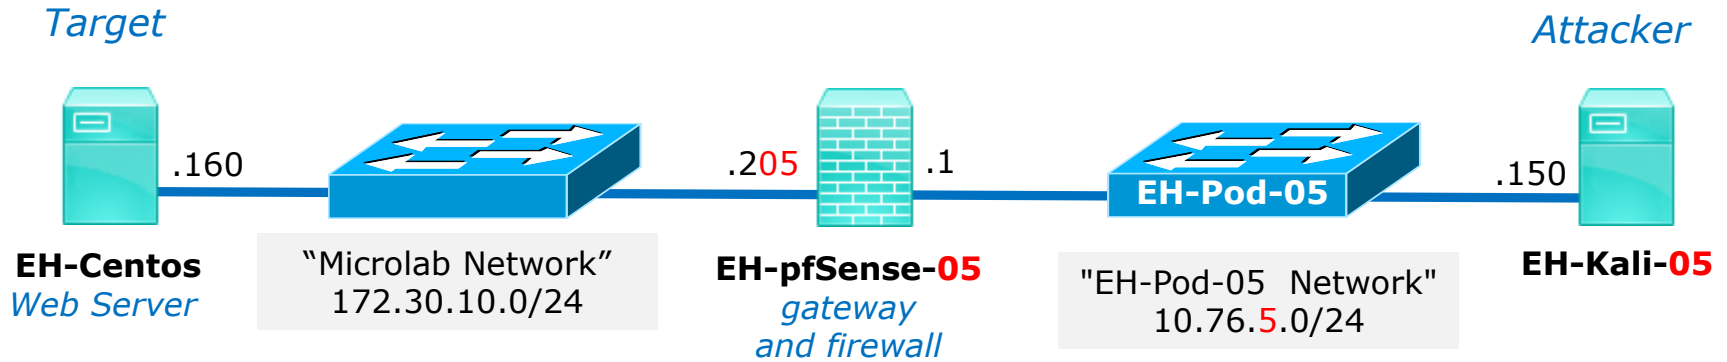 Target
Attacker
.160
.205
.1
EH-Pod-05
.150
EH-Centos
Web Server
“Microlab Network”
172.30.10.0/24
EH-pfSense-05
gateway
and firewall
"EH-Pod-05 Network"
10.76.5.0/24
EH-Kali-05